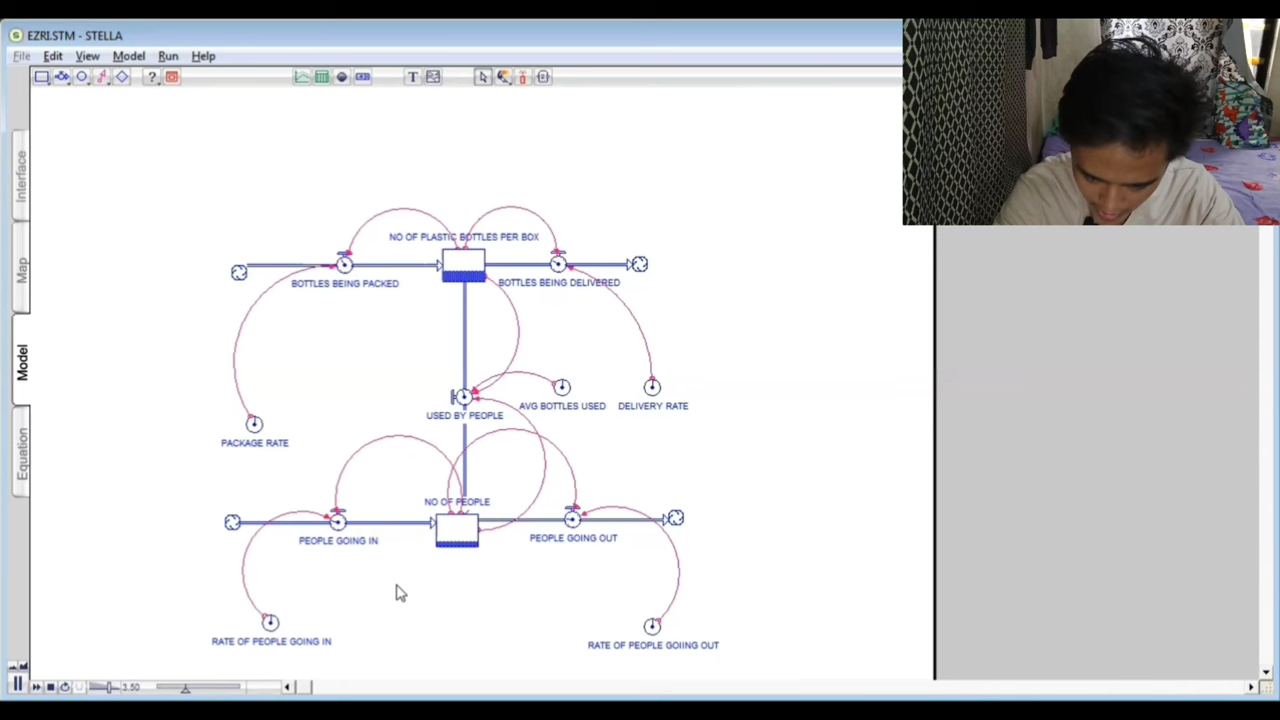 EZRI.STM - STELLA
File Edit View Model Run Help
T
?
Interface
Map
Model
Equation
NO OF PLASTIC BOTTLES PER BOX
BOTTLES BEING PACKED
BOTTLES BEING DELIVERED
AVG BOTTLES USED
DELIVERY RATE
USED BY PEOPLE
PACKAGE RATE
NO OF PEOPLE
PEOPLE GOING IN
PEOPLE GOING OUT
RATE OF PEOPLE GOING IN
RATE OF PEOPLE GOIING OUT
3.50